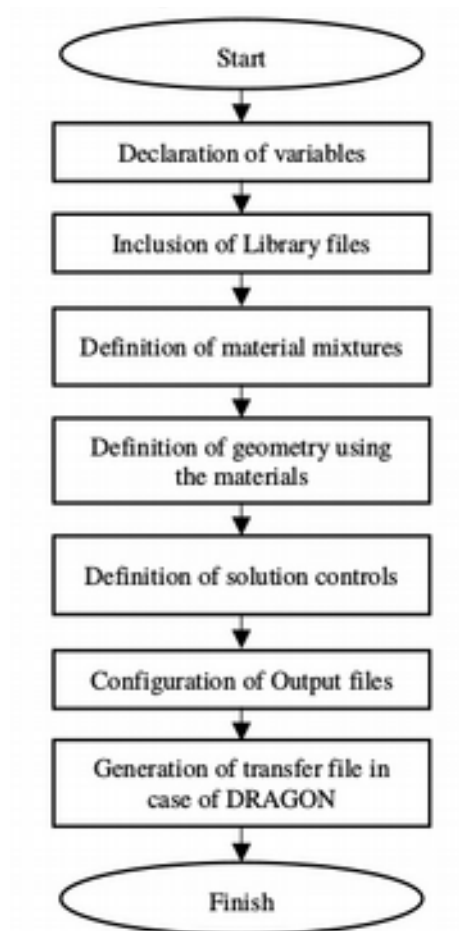 Start
Declaration of variables
Inclusion of Library files
Definition of material mixtures
Definition of geometry using
the materials
Definition of solution controls
Configuration of Output files
Generation of transfer file in
case of DRAGON
Finish